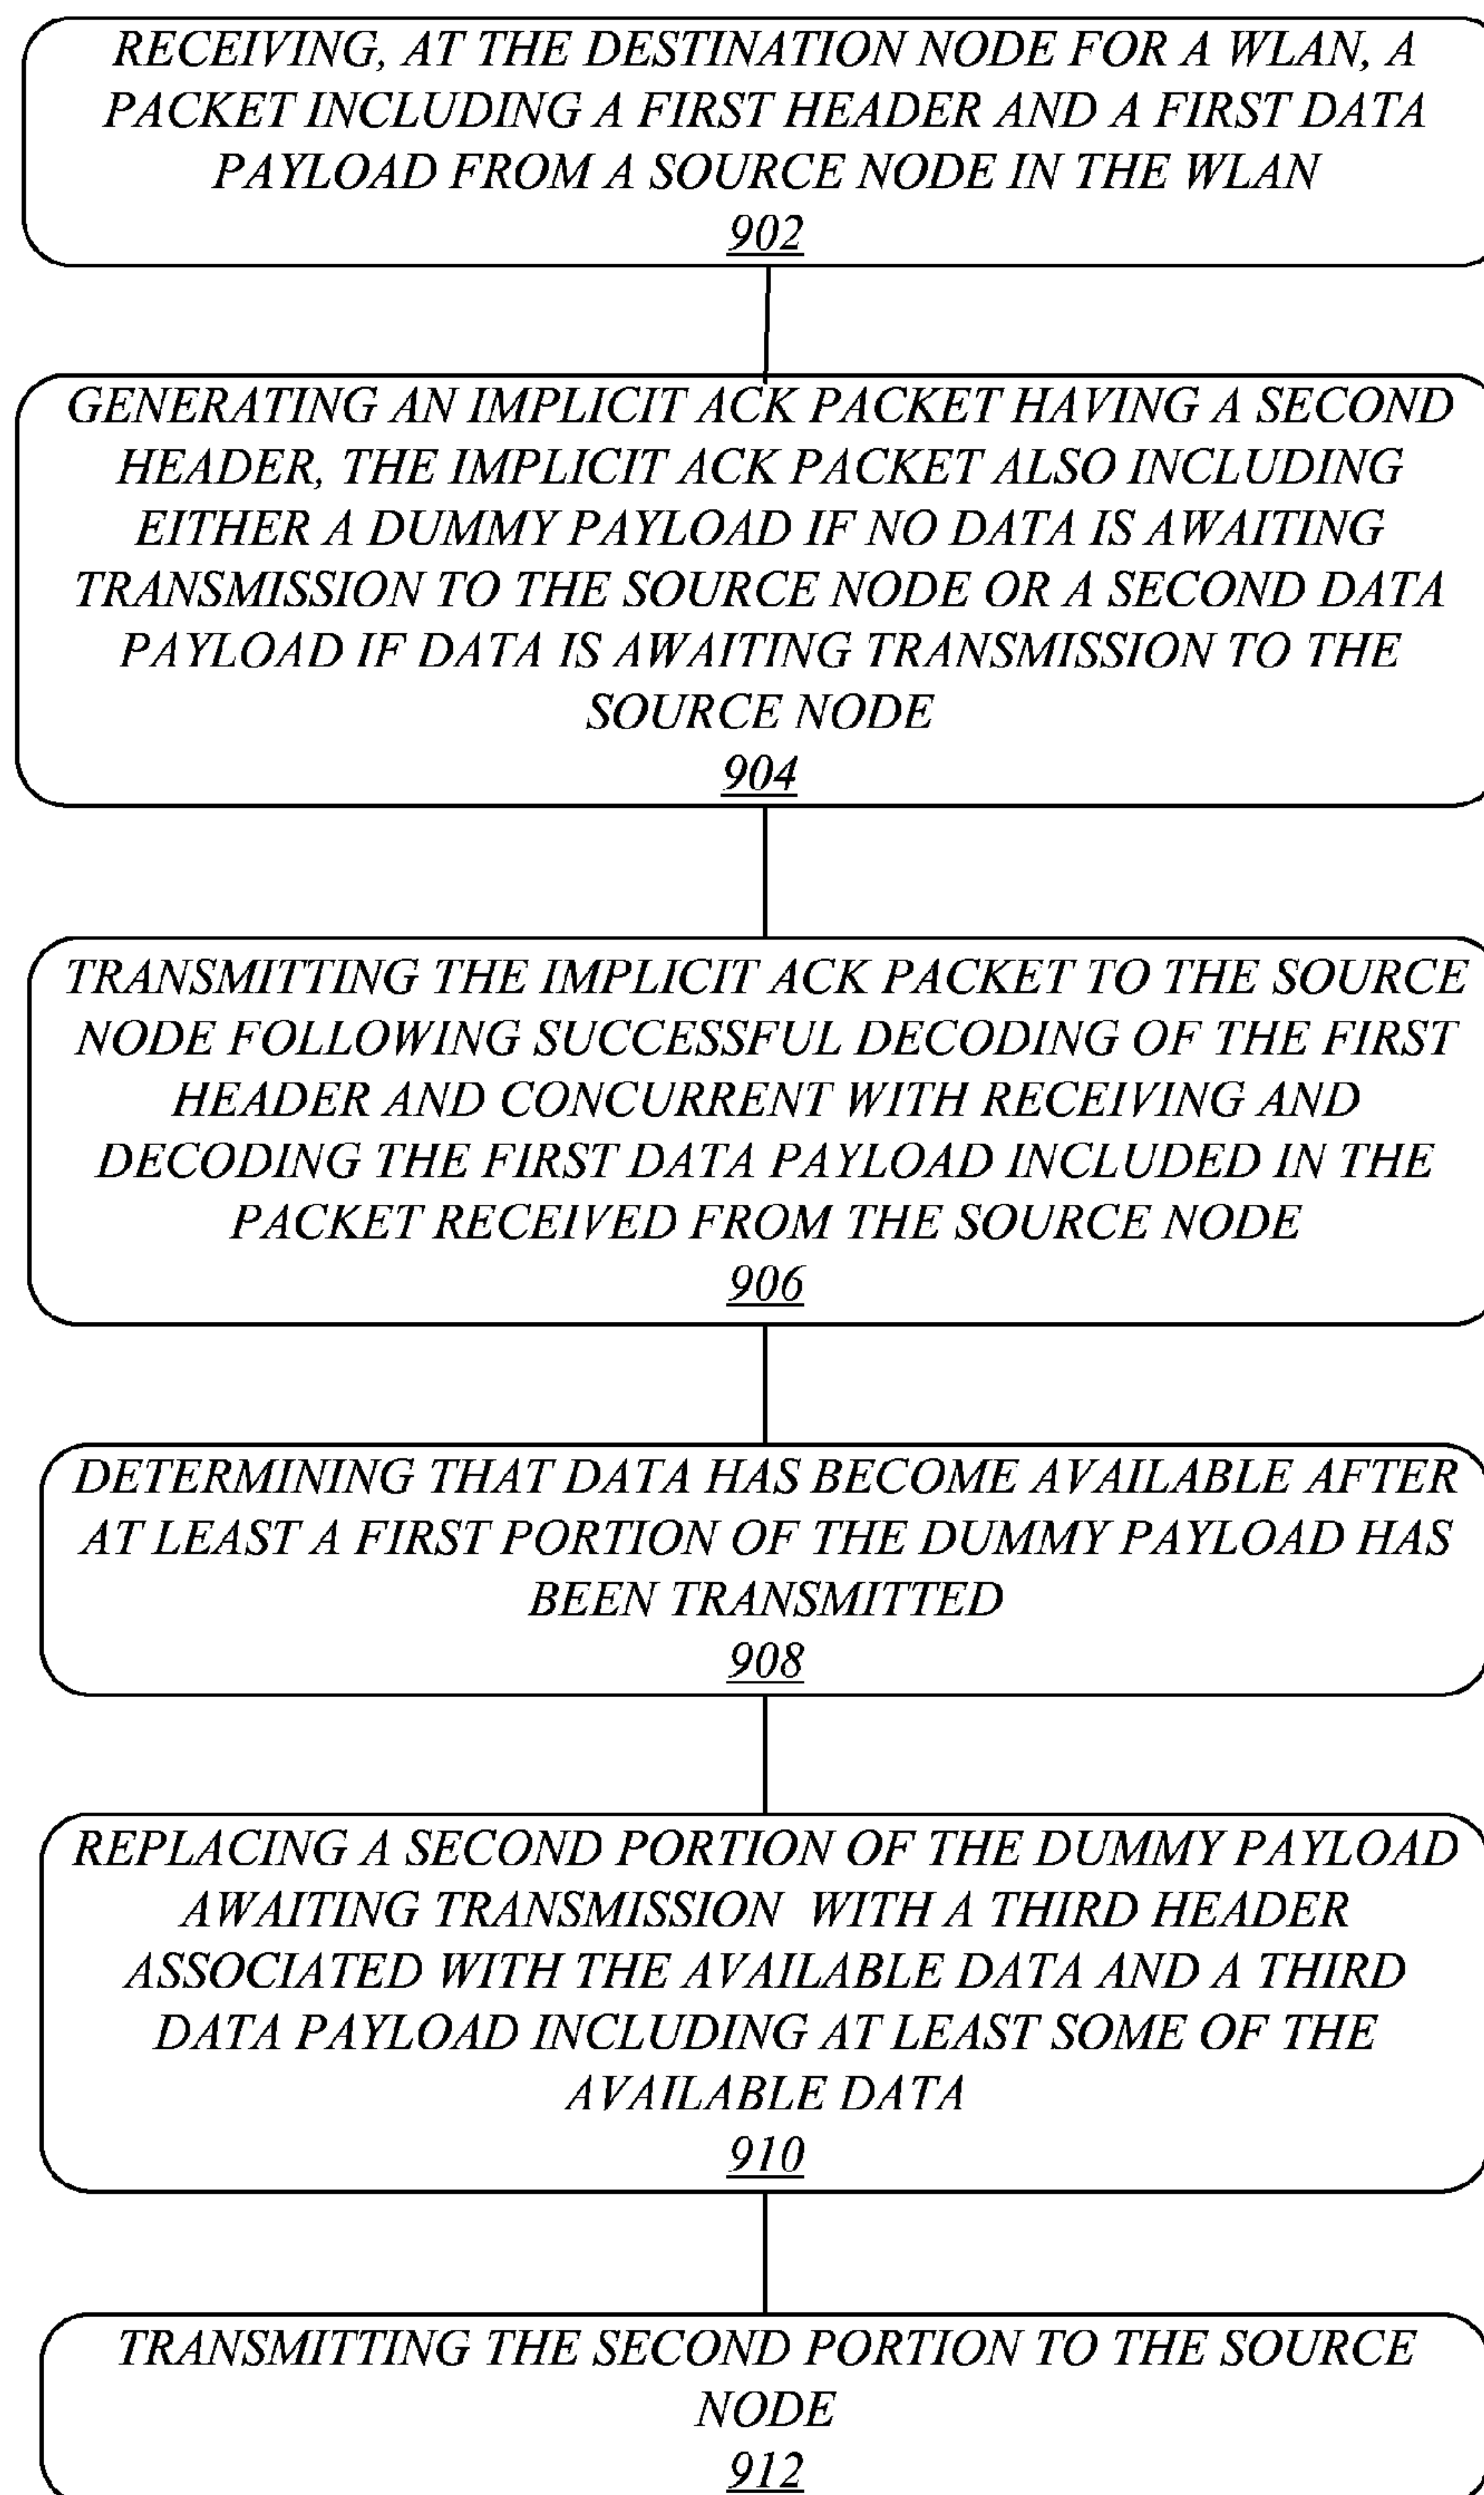 RECEIVING, AT THE DESTINATION NODE FOR A WLAN, A
PACKET INCLUDING A FIRST HEADER AND A FIRST DATA
PAYLOAD FROM A SOURCE NODE IN THE WLAN
902
GENERATING AN IMPLICIT ACK PACKET HAVING A SECOND
HEADER, THE IMPLICIT ACK PACKET ALSO INCLUDING
EITHER A DUMMY PAYLOAD IF NO DATA IS AWAITING
TRANSMISSION TO THE SOURCE NODE OR A SECOND DATA
PAYLOAD IF DATA IS AWAITING TRANSMISSION TO THE
SOURCE NODE
904
TRANSMITTING THE IMPLICIT ACK PACKET TO THE SOURCE
NODE FOLLOWING SUCCESSFUL DECODING OF THE FIRST
HEADER AND CONCURRENT WITH RECEIVING AND
DECODING THE FIRST DATA PAYLOAD INCLUDED IN THE
PACKET RECEIVED FROM THE SOURCE NODE
906
DETERMINING THAT DATA HAS BECOME AVAILABLE AFTER
AT LEAST A FIRST PORTION OF THE DUMMY PAYLOAD HAS
BEEN TRANSMITTED
908
REPLACING A SECOND PORTION OF THE DUMMY PAYLOAD
AWAITING TRANSMISSION WITH A THIRD HEADER
ASSOCIATED WITH THE AVAILABLE DATA AND A THIRD
DATA PAYLOAD INCLUDING AT LEAST SOME OF THE
AVAILABLE DATA
910
TRANSMITTING THE SECOND PORTION TO THE SOURCE
NODE
912